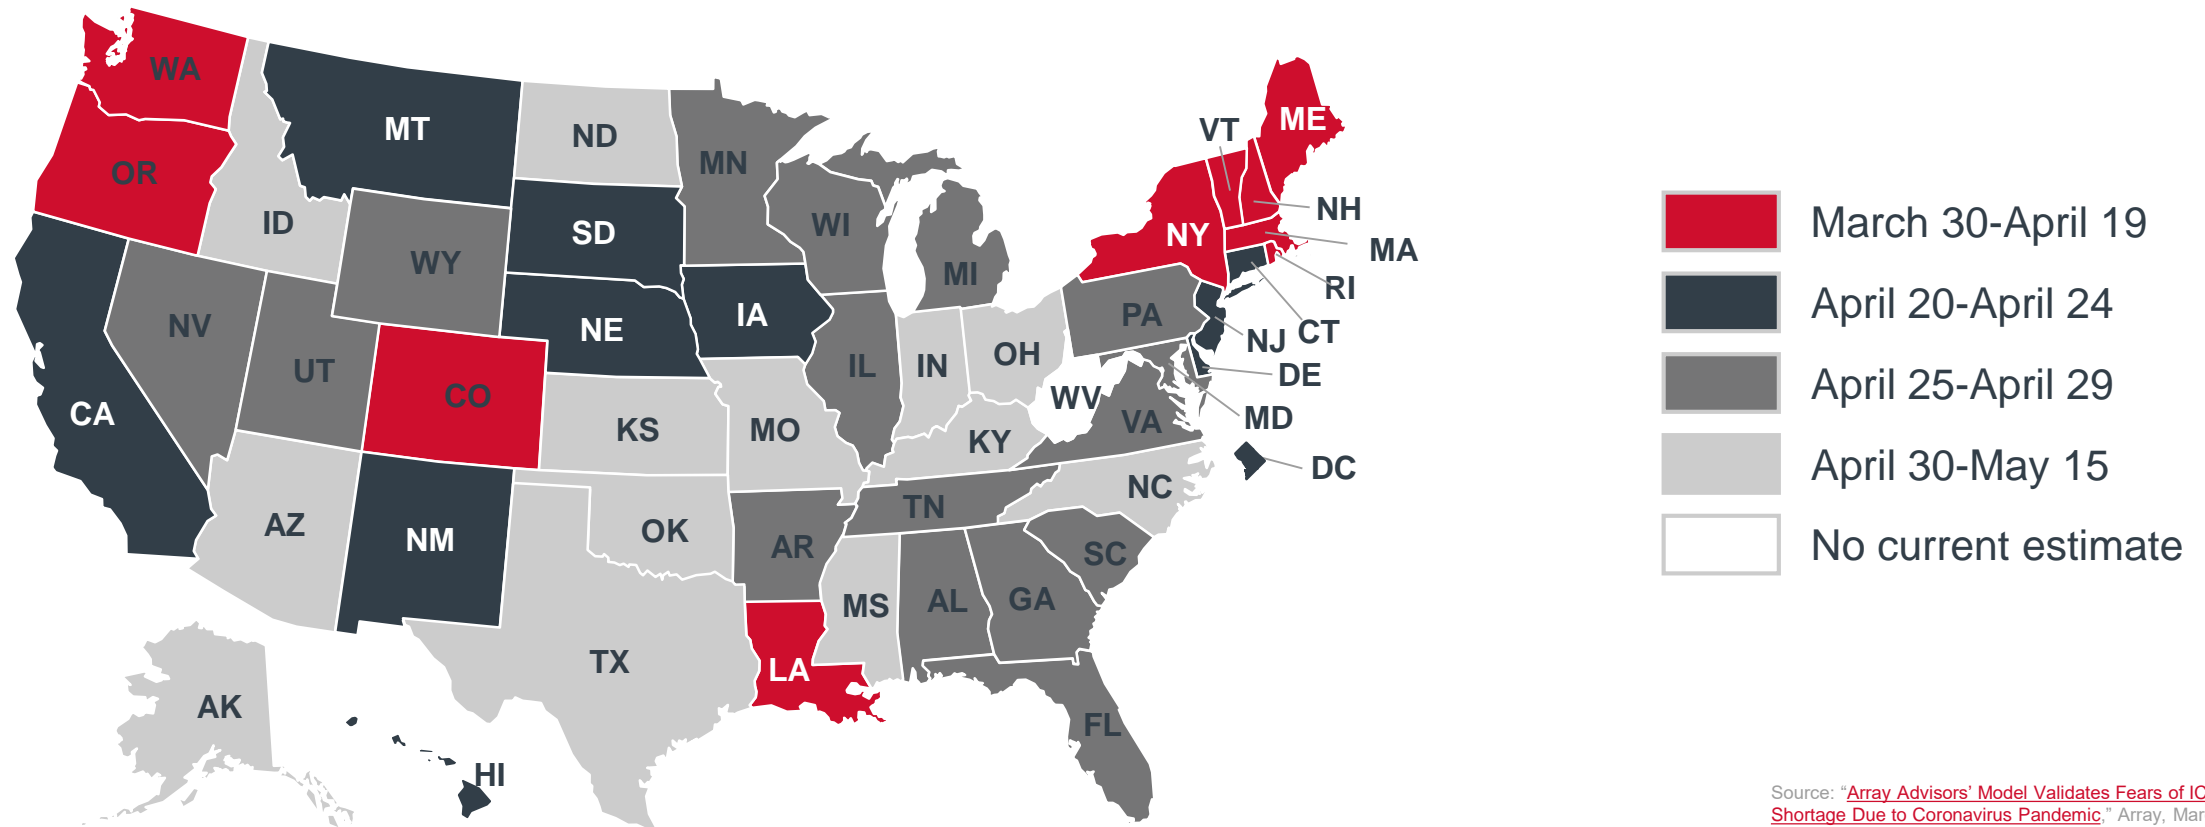 WA
OR
MT
ND
MN
ID
WY
SD
WI
MI
VT
ME
NY
NH
MA
RI
CT
NJ
PA
DE
MD
DC
NV
UT
CO
NE
IA
IL
IN
OH
WV
VA
CA
KS
MO
KY
NC
AZ
NM
OK
AR
TN
SC
MS
AL
GA
TX
LA
FL
AK
HI
March 30-April 19
April 20-April 24
April 25-April 29
April 30-May 15
No current estimate
Source: “Array Advisors’ Model Validates Fears of
Shortage Due to Coronavirus Pandemic,” Array, Mar